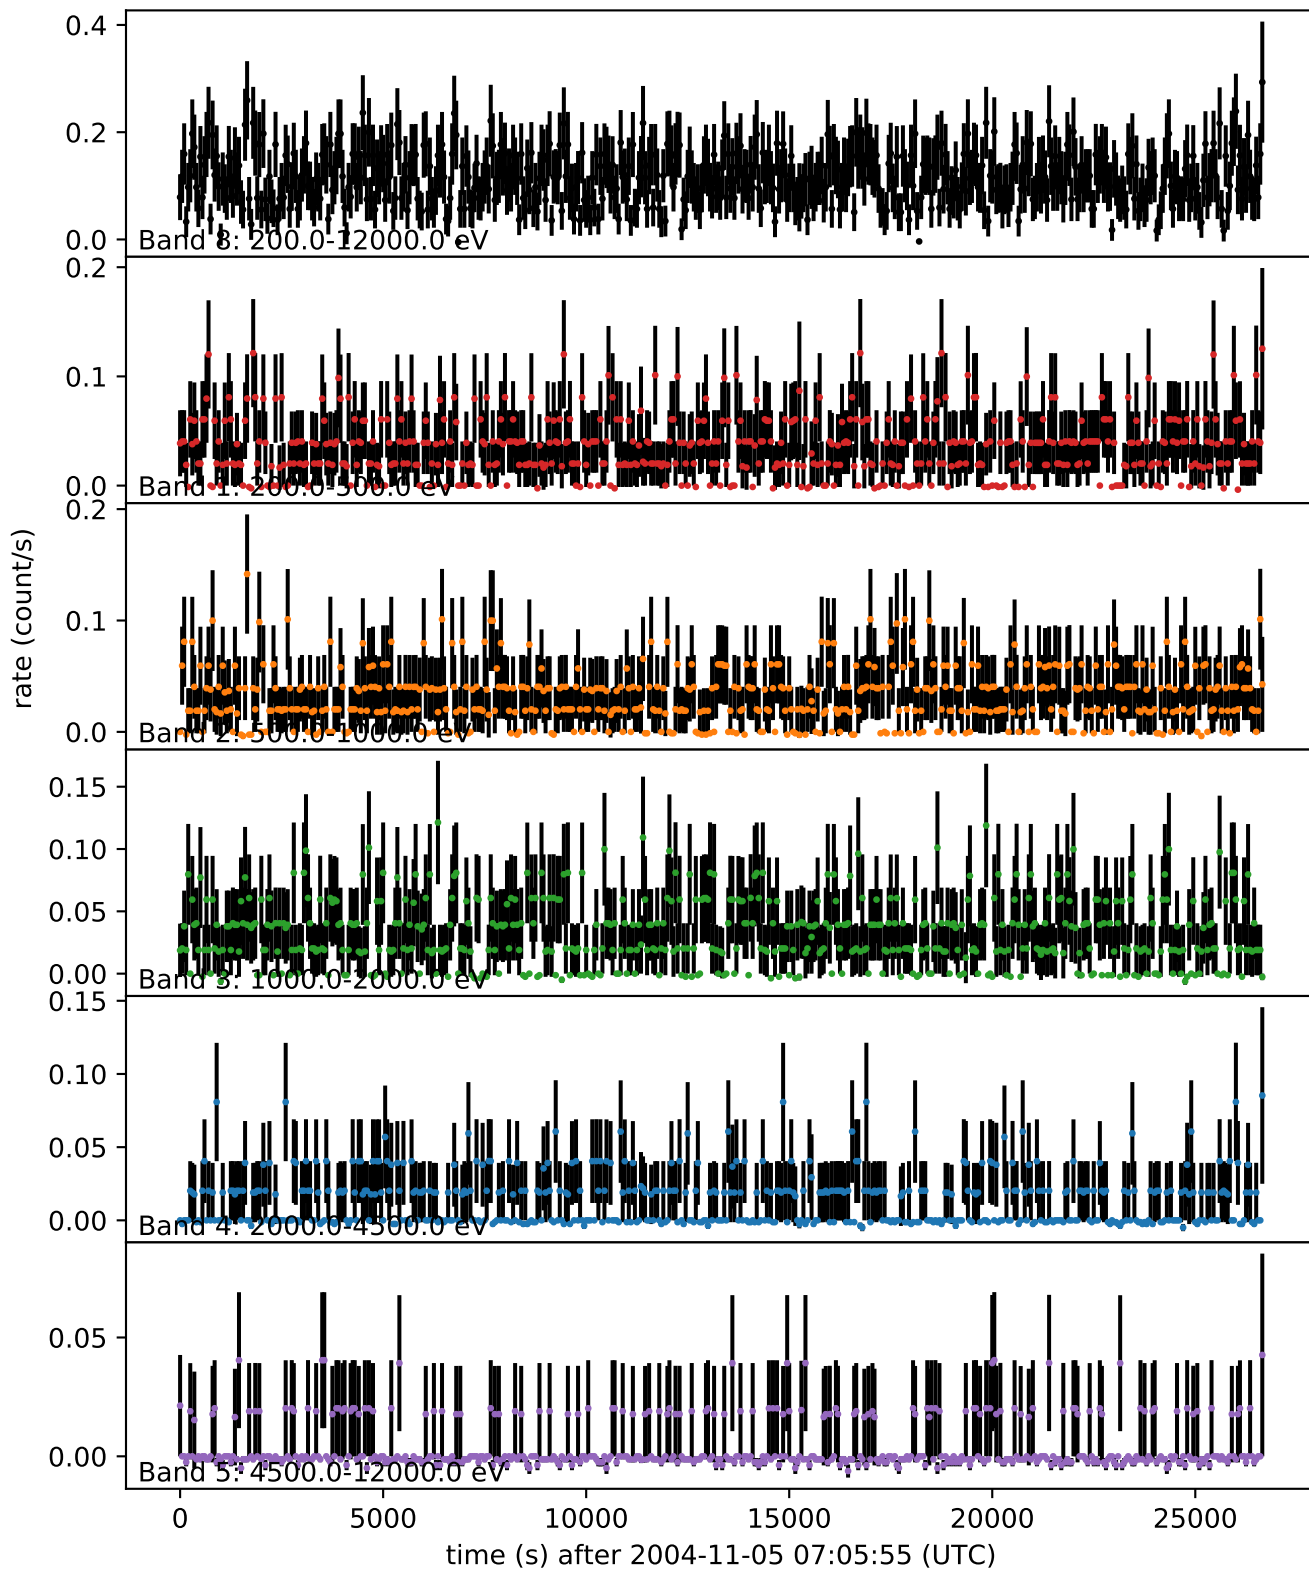 0.4
0.2
0.0
Band 8: 200.0-12000.0 eV
0.2
0.1
0.0
Band 1: 200.0-500.0 eV
0.2
0.1
0.0
Band 2: 500.0-1000.0 eV
rate (count/s)
0.15
0.10
0.05
0.00
Band 3: 1000.0-2000.0 eV
0.15
0.10
0.05
0.00
Band 4: 2000.0-4500.0 eV
0.05
0.00
Band 5: 4500.0-12000.0 eV
0 5000 10000 15000 20000 25000
time (s) after 2004-11-05 07:05:55 (UTC)